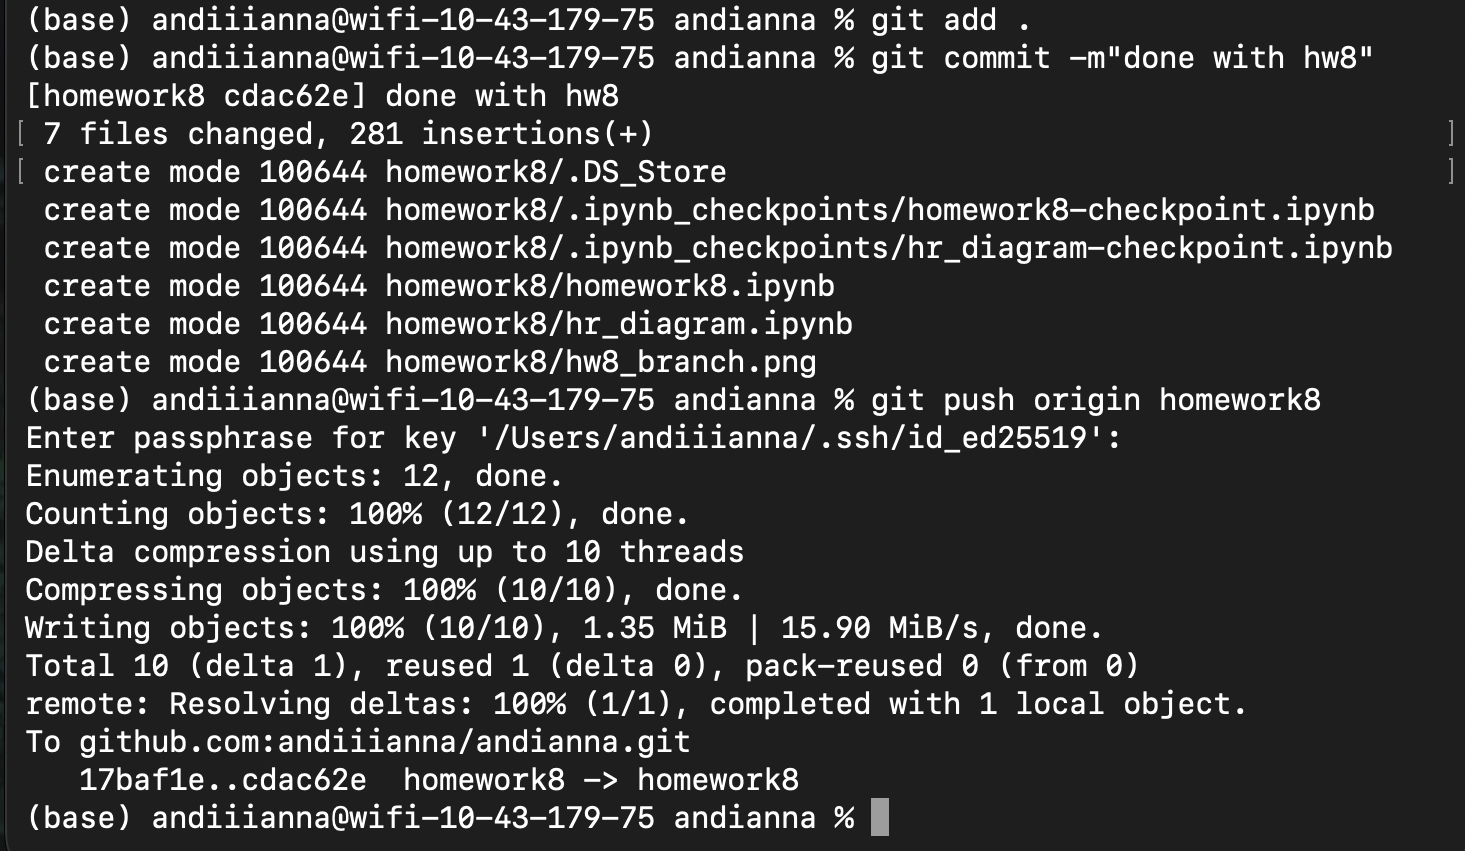 (base) andiiianna@wifi-10-43-179-75 andianna % git add .
(base) andiiianna@wifi-10-43-179-75 andianna % git commit -m"done with hw8"
[homework8 cdac62e] done with hw8
[ 7 files changed, 281 insertions(+) ]
[ create mode 100644 homework8/.DS_Store ]
create mode 100644 homework8/.ipynb_checkpoints/homework8-checkpoint.ipynb
create mode 100644 homework8/.ipynb_checkpoints/hr_diagram-checkpoint.ipynb
create mode 100644 homework8/homework8.ipynb
create mode 100644 homework8/hr_diagram.ipynb
create mode 100644 homework8/hw8_branch.png
(base) andiiianna@wifi-10-43-179-75 andianna % git push origin homework8
Enter passphrase for key '/Users/andiiianna/.ssh/id_ed25519':
Enumerating objects: 12, done.
Counting objects: 100% (12/12), done.
Delta compression using up to 10 threads
Compressing objects: 100% (10/10), done.
Writing objects: 100% (10/10), 1.35 MiB | 15.90 MiB/s, done.
Total 10 (delta 1), reused 1 (delta 0), pack-reused 0 (from 0)
remote: Resolving deltas: 100% (1/1), completed with 1 local object.
To github.com:andiiianna/andianna.git
17baf1e..cdac62e  homework8 -> homework8
(base) andiiianna@wifi-10-43-179-75 andianna %